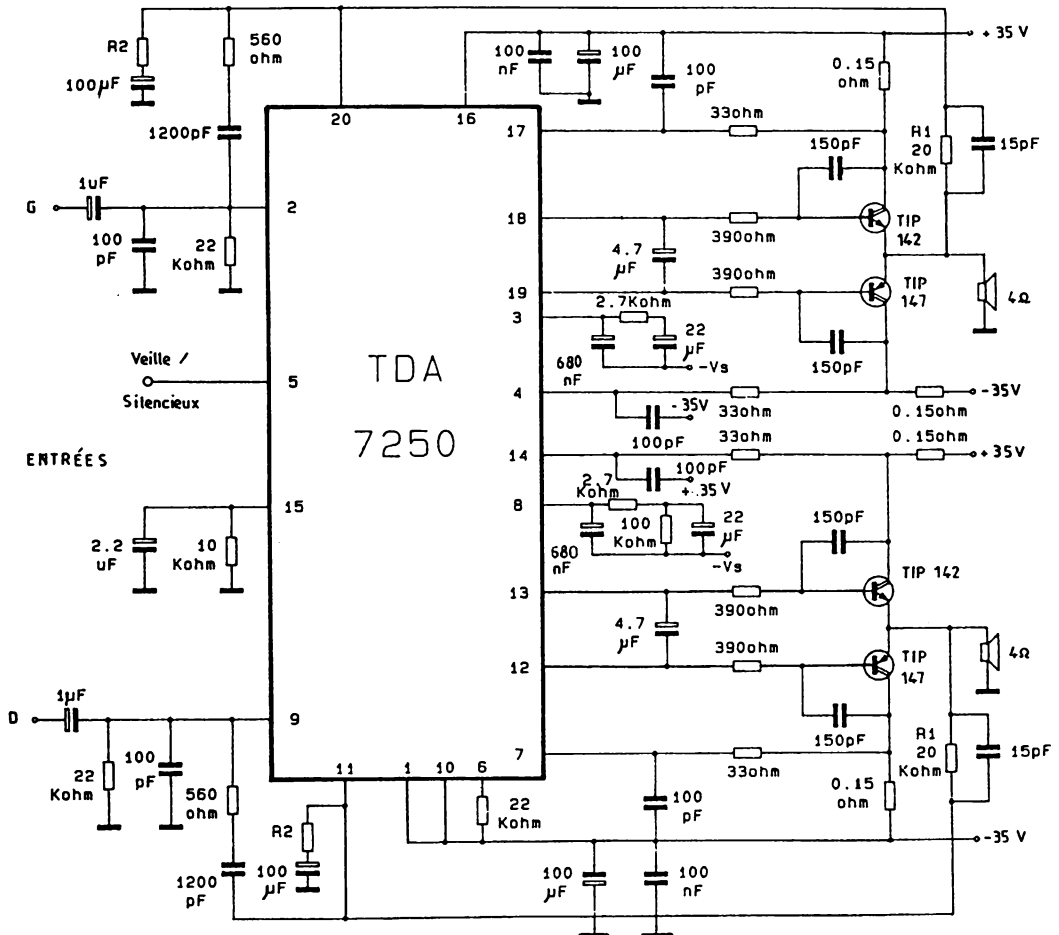 R2
100µF
560
ohm
1200pF
1uF
G
100
pF
22
Kohm
Veille /
Silencieux
ENTRÉES
2.2
uF
10
Kohm
D
1µF
22
Kohm
100
pF
560
ohm
1200
pF
R2
100
µF
20
16
2
5
15
9
11
1
10
6
TDA
7250
17
18
19
3
4
14
8
13
12
7
100
nF
100
µF
100
pF
+ 35 V
0.15
ohm
33ohm
150pF
R1
20
Kohm
15pF
390ohm
TIP
142
4.7
µF
390ohm
TIP
147
4Ω
2.7Kohm
22
µF
-Vs
680
nF
150pF
-35V
100pF
33ohm
-35V
0.15ohm
33ohm
0.15ohm
+ 35V
100pF
+.35V
2.7
Kohm
100
Kohm
22
µF
-Vs
680
nF
150pF
TIP 142
390ohm
4.7
µF
390ohm
TIP
147
4Ω
150pF
R1
20
Kohm
15pF
33ohm
0.15
ohm
22
Kohm
100
pF
-35 V
100
µF
100
nF